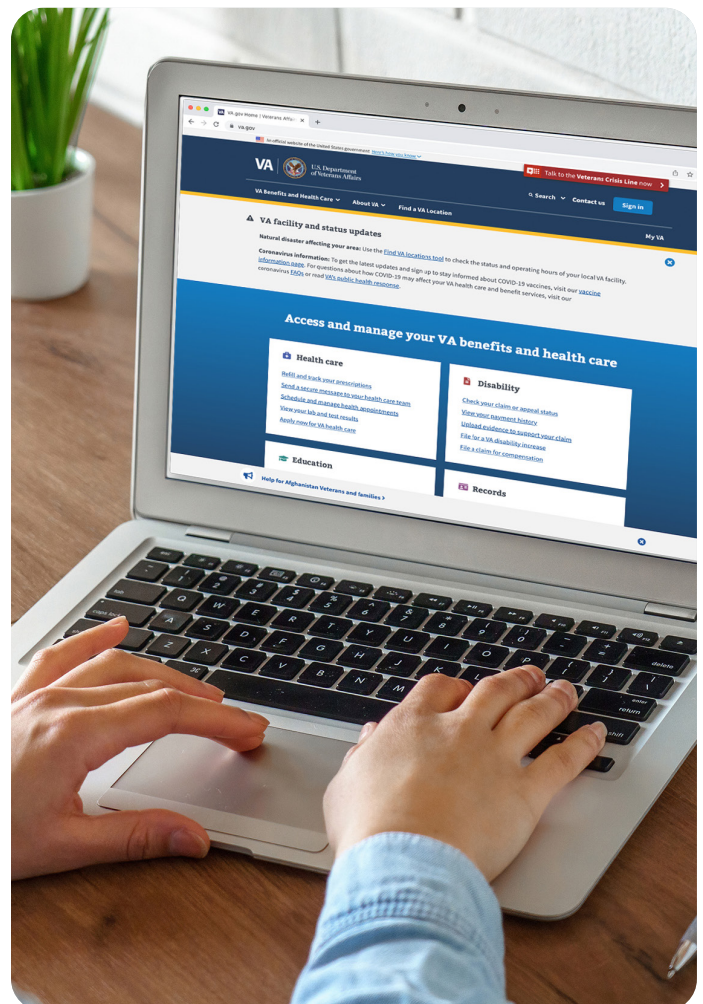 VA.gov Home | Veterans Affai
va.gov
An official website of the United States government Here's how you know
VA
U.S. Department
of Veterans Affairs
Talk to the Veterans Crisis Line now
Search
Contact us
Sign in
VA Benefits and Health Care
About VA
Find a VA Location
My VA
VA facility and status updates
Natural disaster affecting your area: Use the Find VA locations tool to check the status and operating hours of your local VA facility.
Coronavirus information: To get the latest updates and sign up to stay informed about COVID-19 vaccines, visit our vaccine
information page. For questions about how COVID-19 may affect your VA health care and benefit services, visit our
coronavirus FAQs or read VA's public health response.
Access and manage your VA benefits and health care
Health care
Refill and track your prescriptions
Send a secure message to your health care team
Schedule and manage health appointments
View your lab and test results
Apply now for VA health care
Disability
Check your claim or appeal status
View your payment history
Upload evidence to support your claim
File for a VA disability increase
File a claim for compensation
Education
Records
Help for Afghanistan Veterans and families
tab
Q W E R T Y U I O P
delete
caps lock
A S D F G H J K L
enter
return
Z X C V B N M
shift